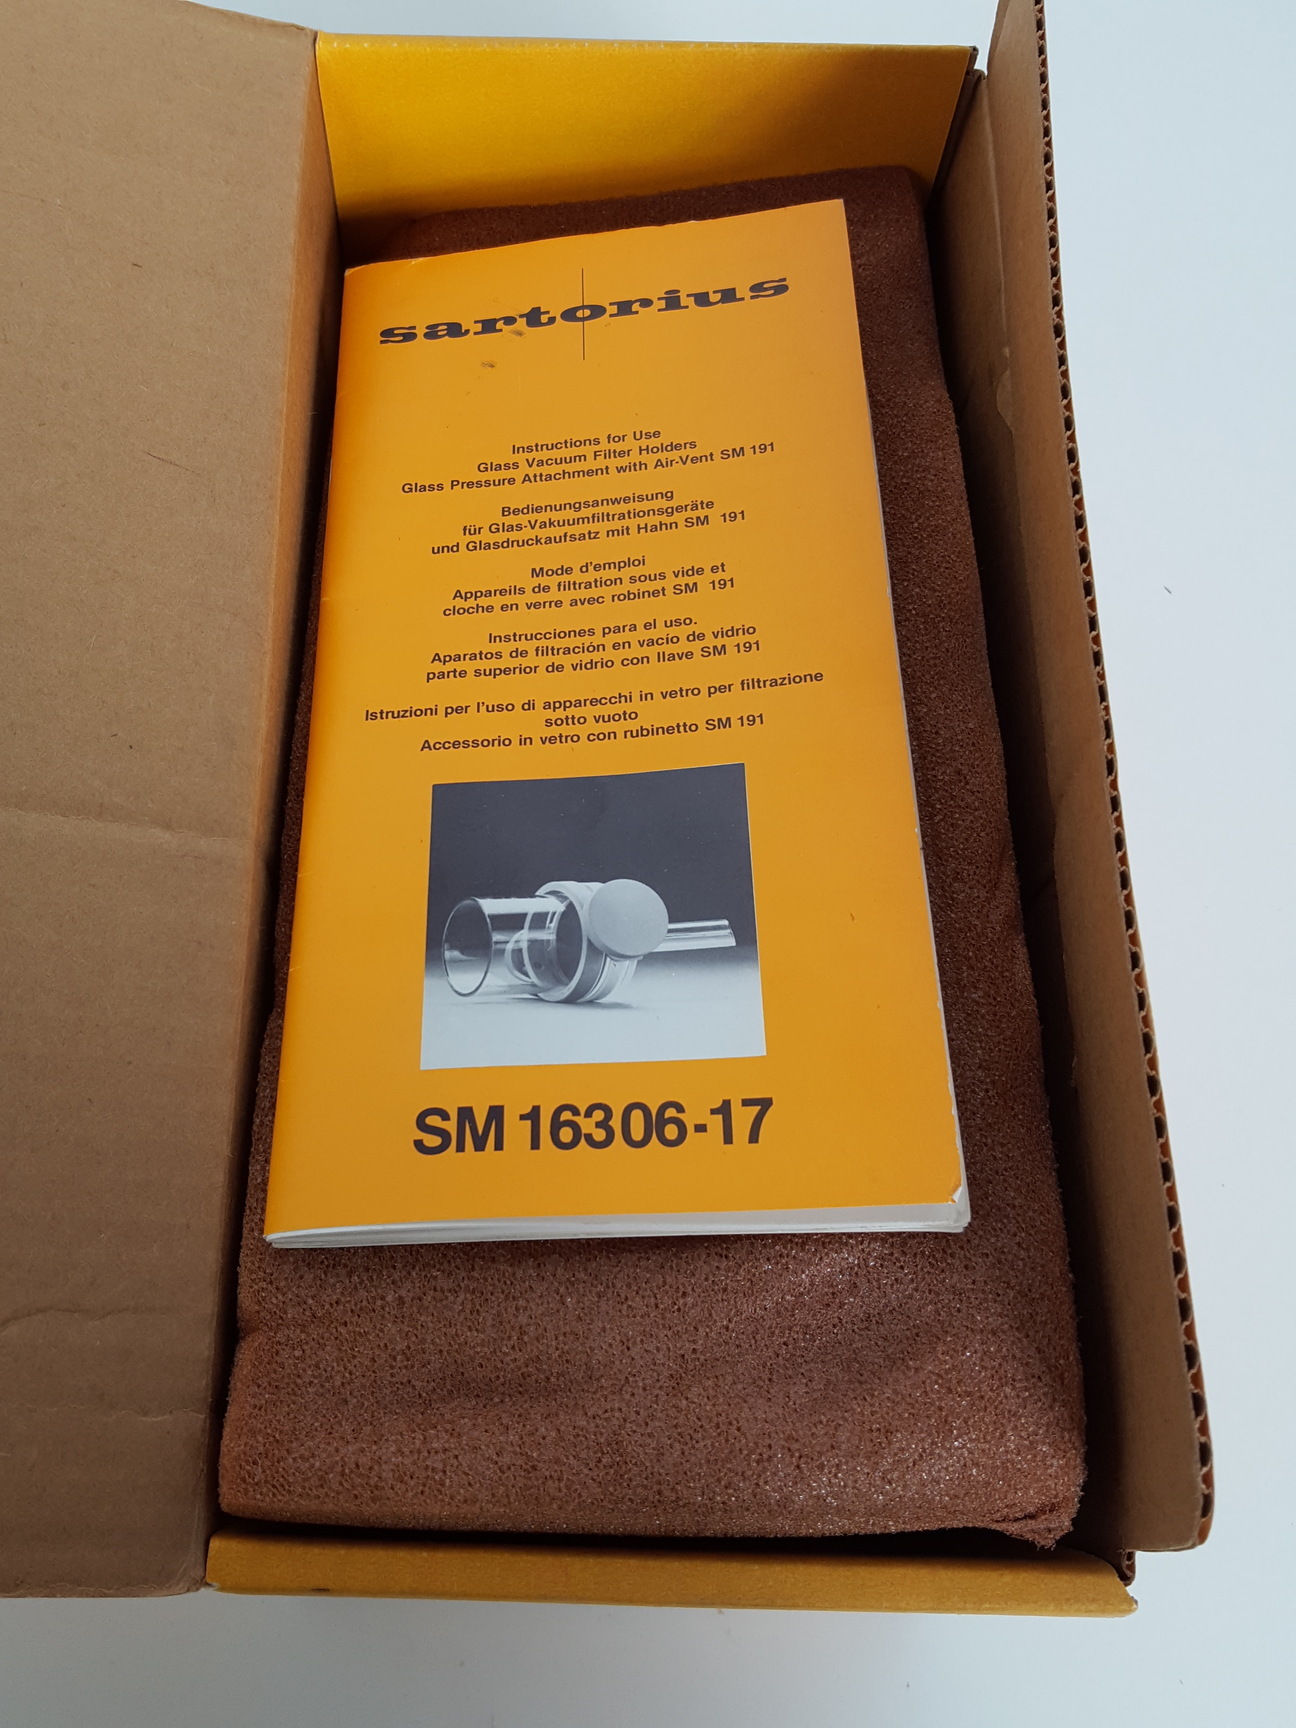 sartorius
Instructions for Use
Glass Vacuum Filter Holders
Glass Pressure Attachment with Air-Vent SM 191
Bedienungsanweisung
für Glas-Vakuumfiltrationsgeräte
und Glasdruckaufsatz mit Hahn SM 191
Mode d'emploi
Appareils de filtration sous vide et
cloche en verre avec robinet SM 191
Instrucciones para el uso.
Aparatos de filtración en vacío de vidrio
parte superior de vidrio con llave SM 191
Istruzioni per l'uso di apparecchi in vetro per filtrazione
sotto vuoto
Accessorio in vetro con rubinetto SM 191
SM 16306-17